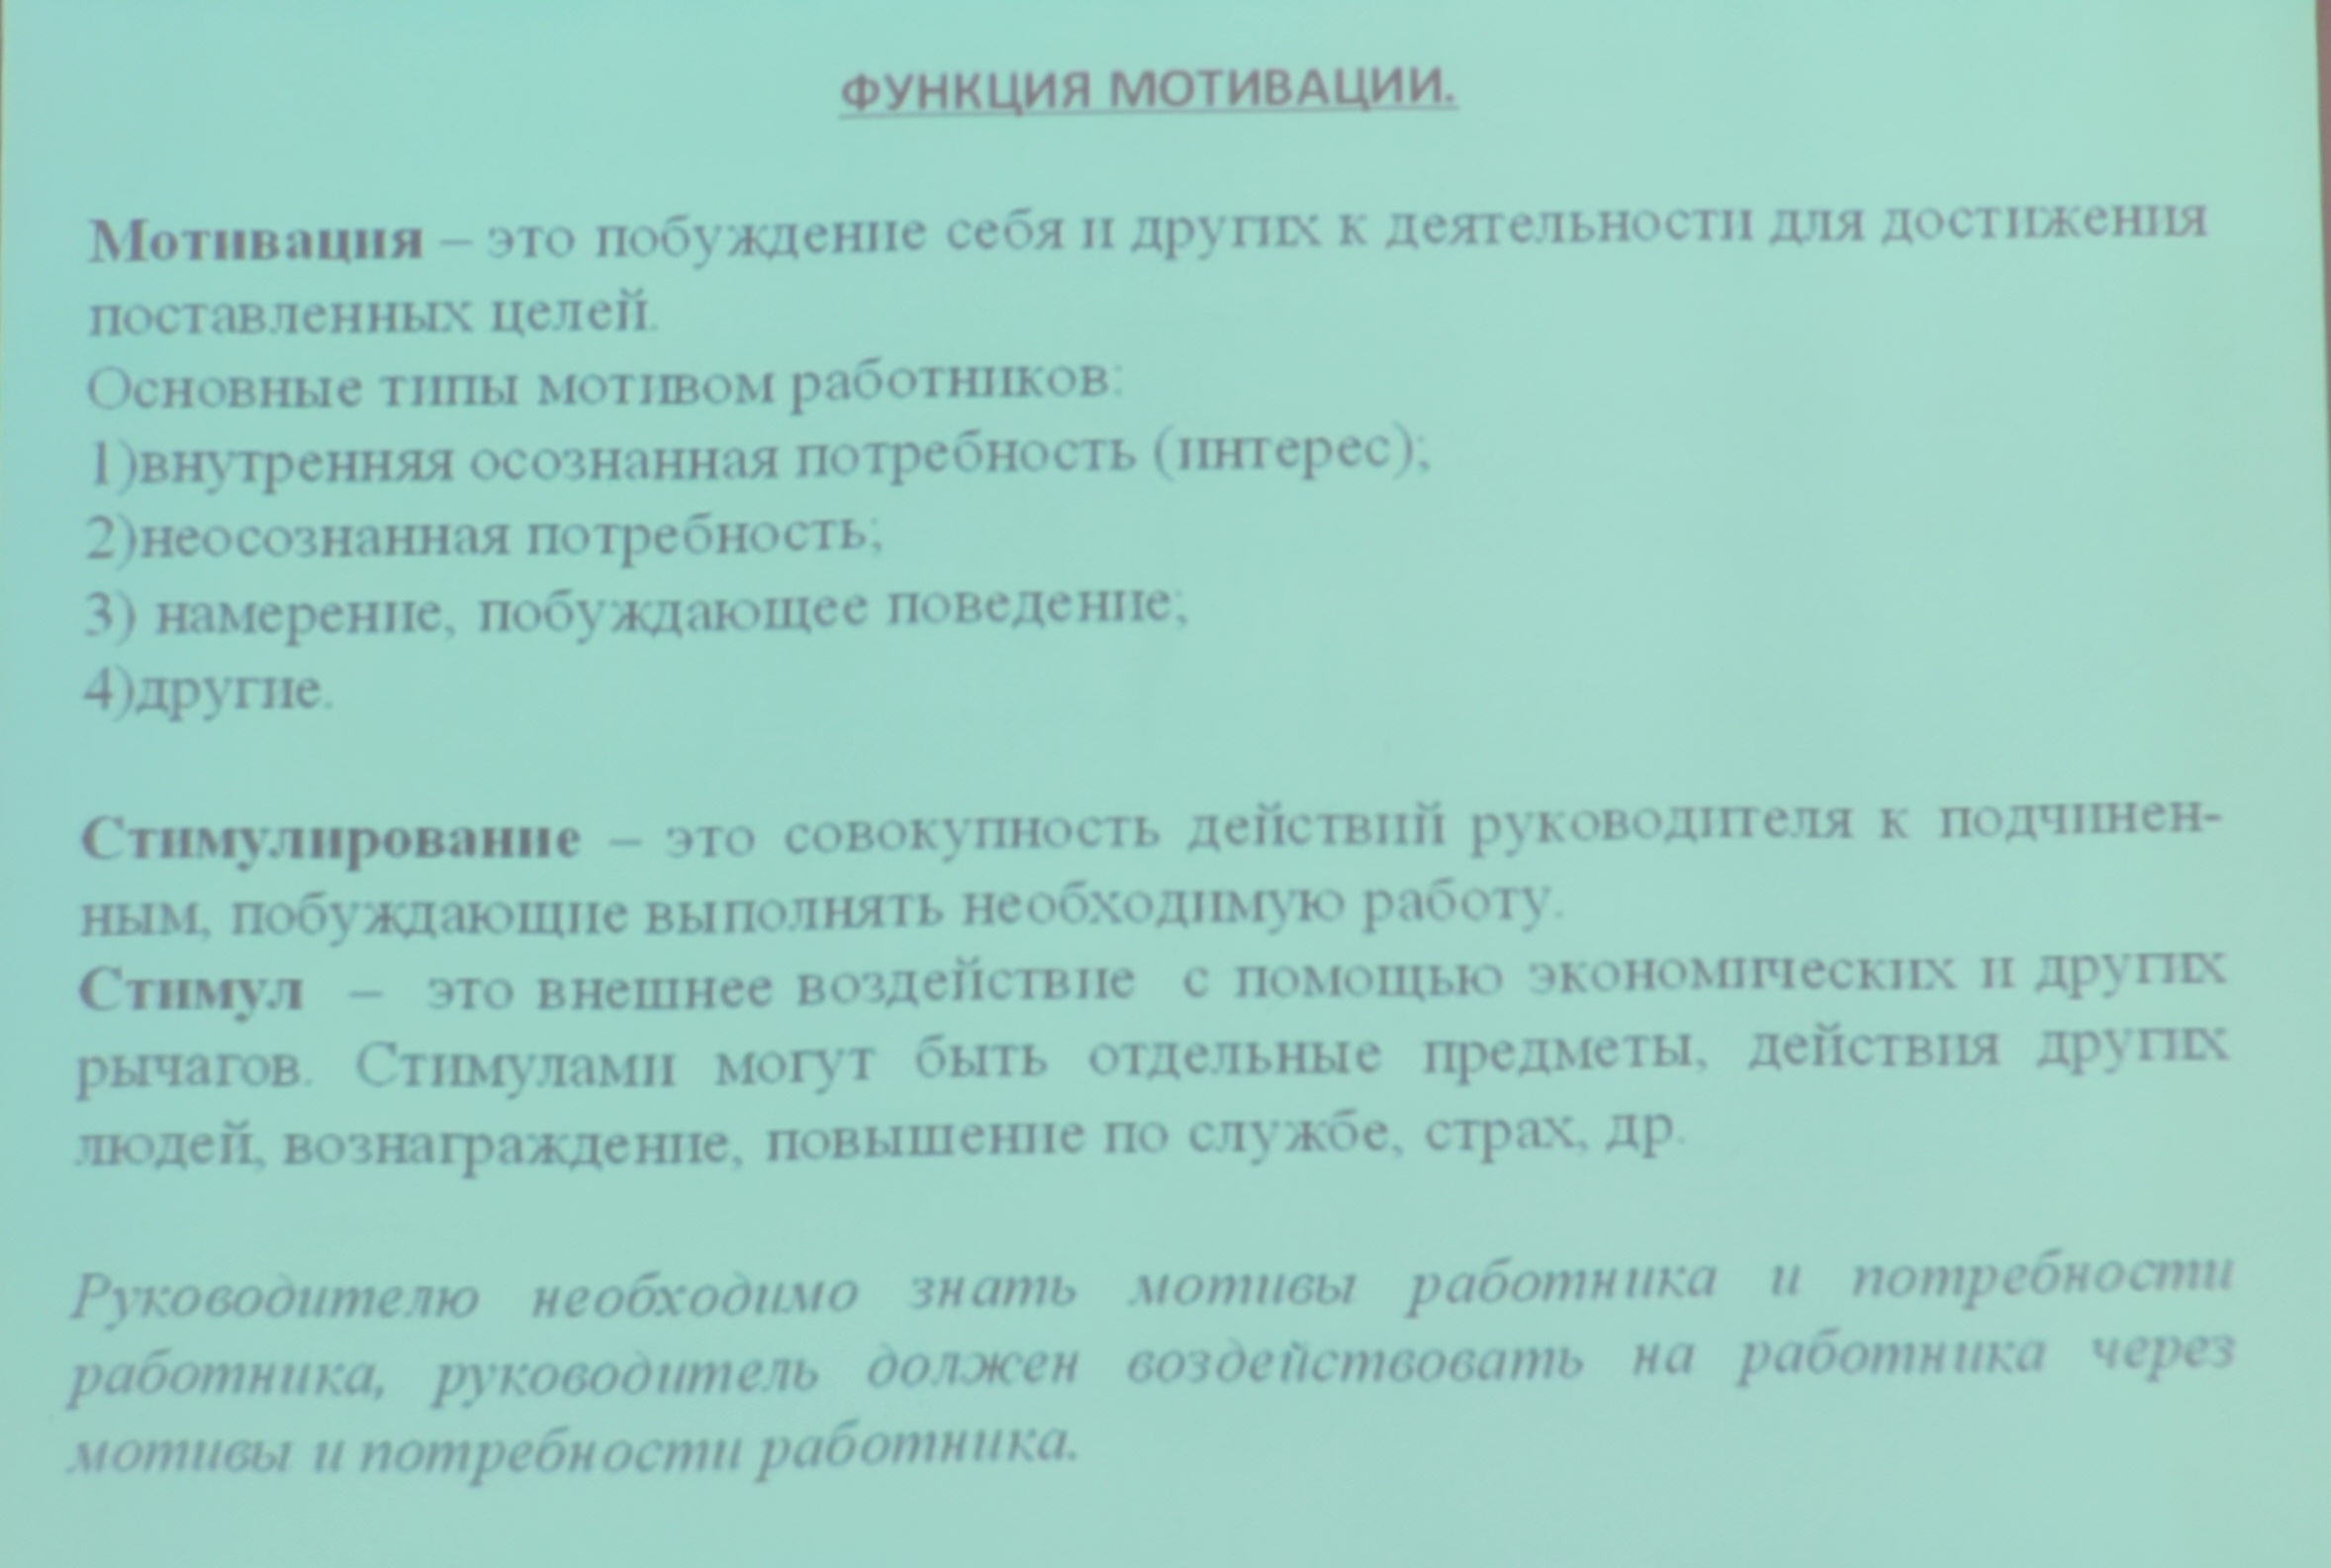 ФУНКЦИЯ МОТИВАЦИИ.
Мотивация – это побуждение себя и других к деятельности для достижения
поставленных целей.
Основные типы мотивом работников:
1)внутренняя осознанная потребность (интерес);
2)неосознанная потребность;
3) намерение, побуждающее поведение;
4)другие.
Стимулирование – это совокупность действий руководителя к подчинен-
ным, побуждающие выполнять необходимую работу.
Стимул – это внешнее воздействие с помощью экономических и других
рычагов. Стимулами могут быть отдельные предметы, действия других
людей, вознаграждение, повышение по службе, страх, др.
Руководителю необходимо знать мотивы работника и потребности
работника, руководитель должен воздействовать на работника через
мотивы и потребности работника.